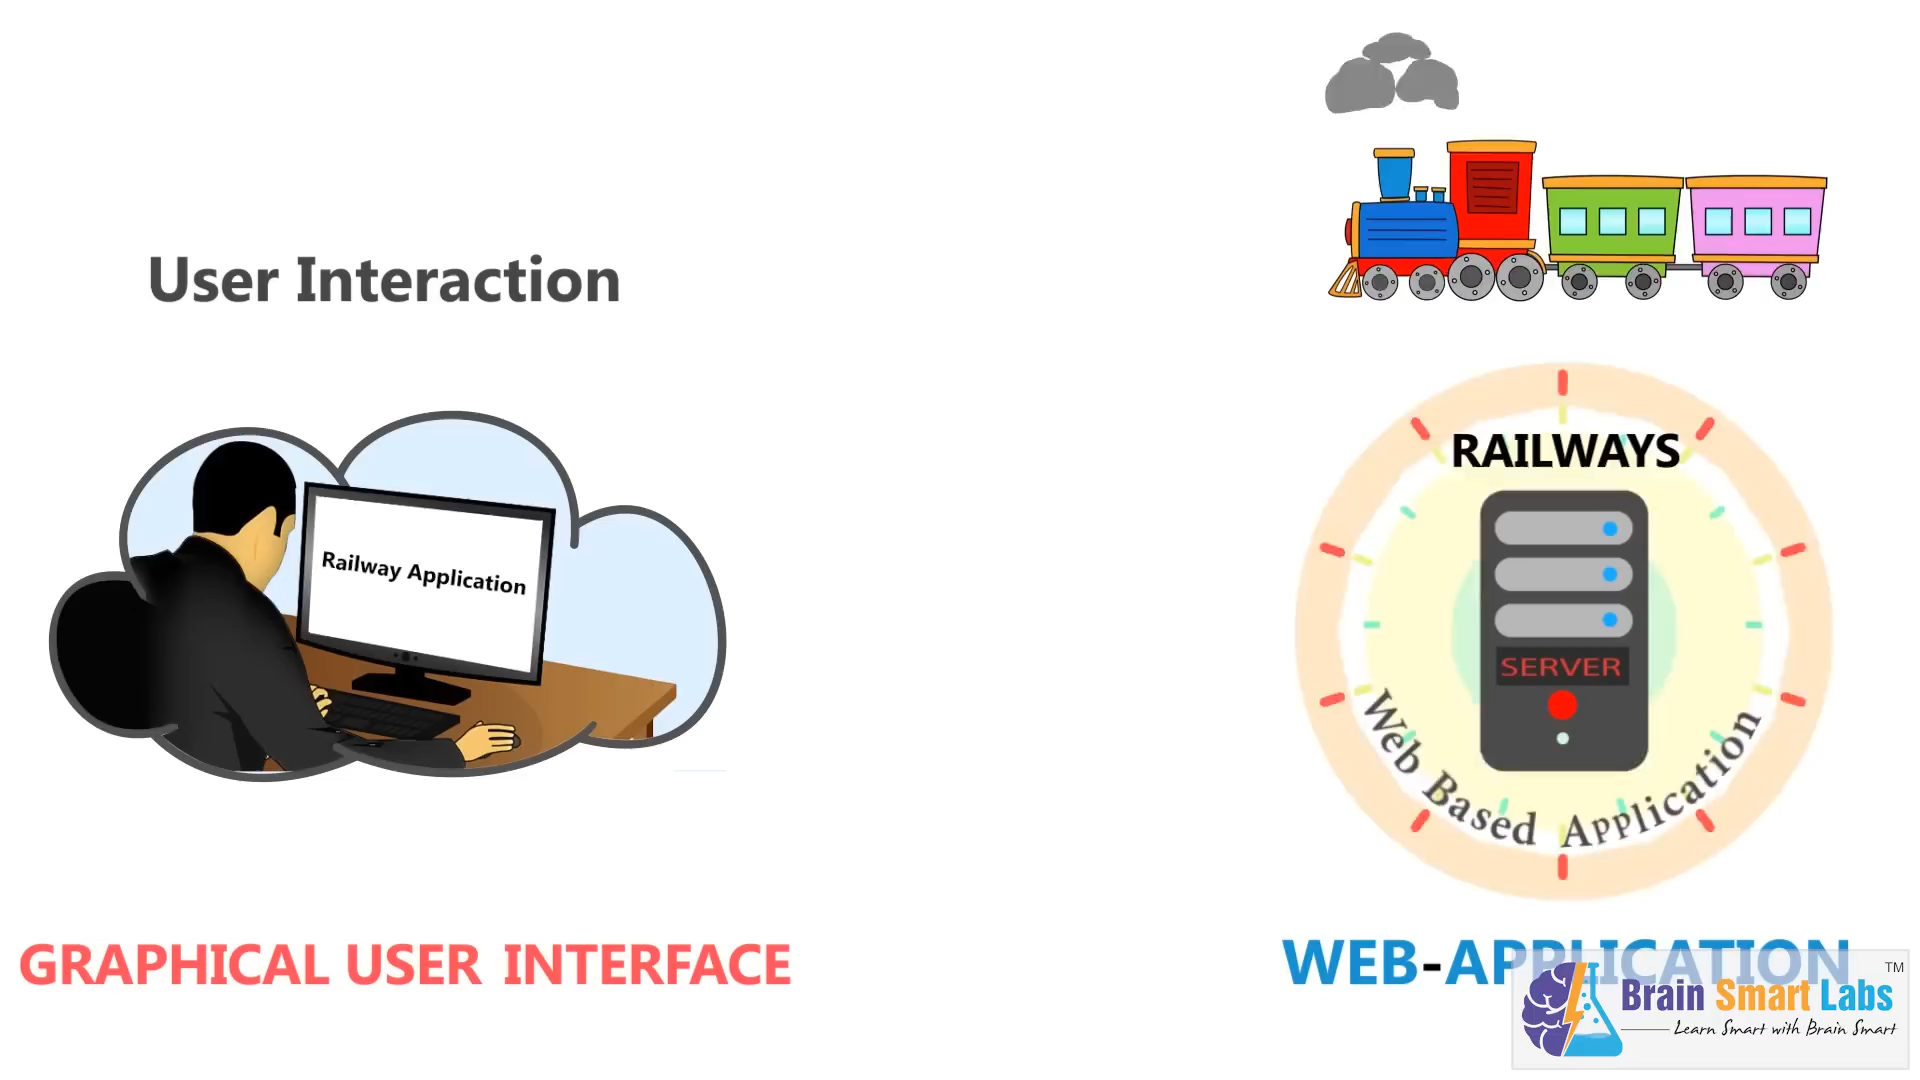 User Interaction
Railway Application
GRAPHICAL USER INTERFACE
RAILWAYS
SERVER
Web Based Application
WEB-APPLICATION
TM
Brain Smart Labs
Learn Smart with Brain Smart